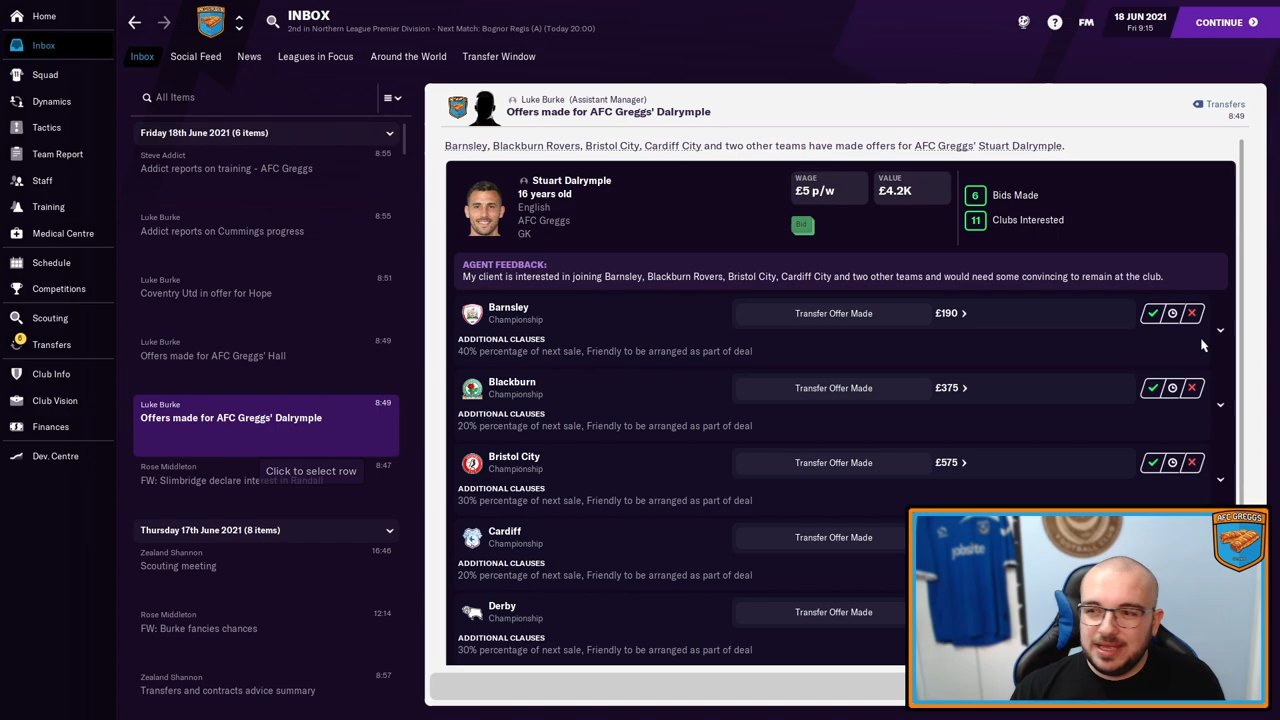 Home
Inbox
Squad
Dynamics
Tactics
Team Report
Staff
Training
Medical Centre
Schedule
Competitions
Scouting
6
Transfers
Club Info
Club Vision
Finances
Dev. Centre
INBOX
2nd in Northern League Premier Division - Next Match: Bognor Regis (A) (Today 20:00)
FM
18 JUN 2021
Fri 9:15
CONTINUE
Inbox
Social Feed
News
Leagues in Focus
Around the World
Transfer Window
All Items
Friday 18th June 2021 (6 items)
Steve Addict
8:55
Addict reports on training - AFC Greggs
Luke Burke
8:55
Addict reports on Cummings progress
Luke Burke
8:51
Coventry Utd in offer for Hope
Luke Burke
8:49
Offers made for AFC Greggs' Hall
Luke Burke
8:49
Offers made for AFC Greggs' Dalrymple
Rose Middleton
8:47
Click to select row
FW: Slimbridge declare interest in Randall
Thursday 17th June 2021 (8 items)
Zealand Shannon
16:46
Scouting meeting
Rose Middleton
12:14
FW: Burke fancies chances
Zealand Shannon
8:57
Transfers and contracts advice summary
Luke Burke (Assistant Manager)
Offers made for AFC Greggs' Dalrymple
Transfers
8:49
Barnsley, Blackburn Rovers, Bristol City, Cardiff City and two other teams have made offers for AFC Greggs' Stuart Dalrymple.
Stuart Dalrymple
16 years old
English
AFC Greggs
GK
WAGE
£5 p/w
VALUE
£4.2K
Bid
6 Bids Made
11 Clubs Interested
AGENT FEEDBACK:
My client is interested in joining Barnsley, Blackburn Rovers, Bristol City, Cardiff City and two other teams and would need some convincing to remain at the club.
Barnsley
Championship
Transfer Offer Made
£190
ADDITIONAL CLAUSES
40% percentage of next sale, Friendly to be arranged as part of deal
Blackburn
Championship
Transfer Offer Made
£375
ADDITIONAL CLAUSES
20% percentage of next sale, Friendly to be arranged as part of deal
Bristol City
Championship
Transfer Offer Made
£575
ADDITIONAL CLAUSES
30% percentage of next sale, Friendly to be arranged as part of deal
Cardiff
Championship
Transfer Offer Made
ADDITIONAL CLAUSES
20% percentage of next sale, Friendly to be arranged as part of deal
Derby
Championship
Transfer Offer Made
ADDITIONAL CLAUSES
30% percentage of next sale, Friendly to be arranged as part of deal
AFC GREGGS
jobsite